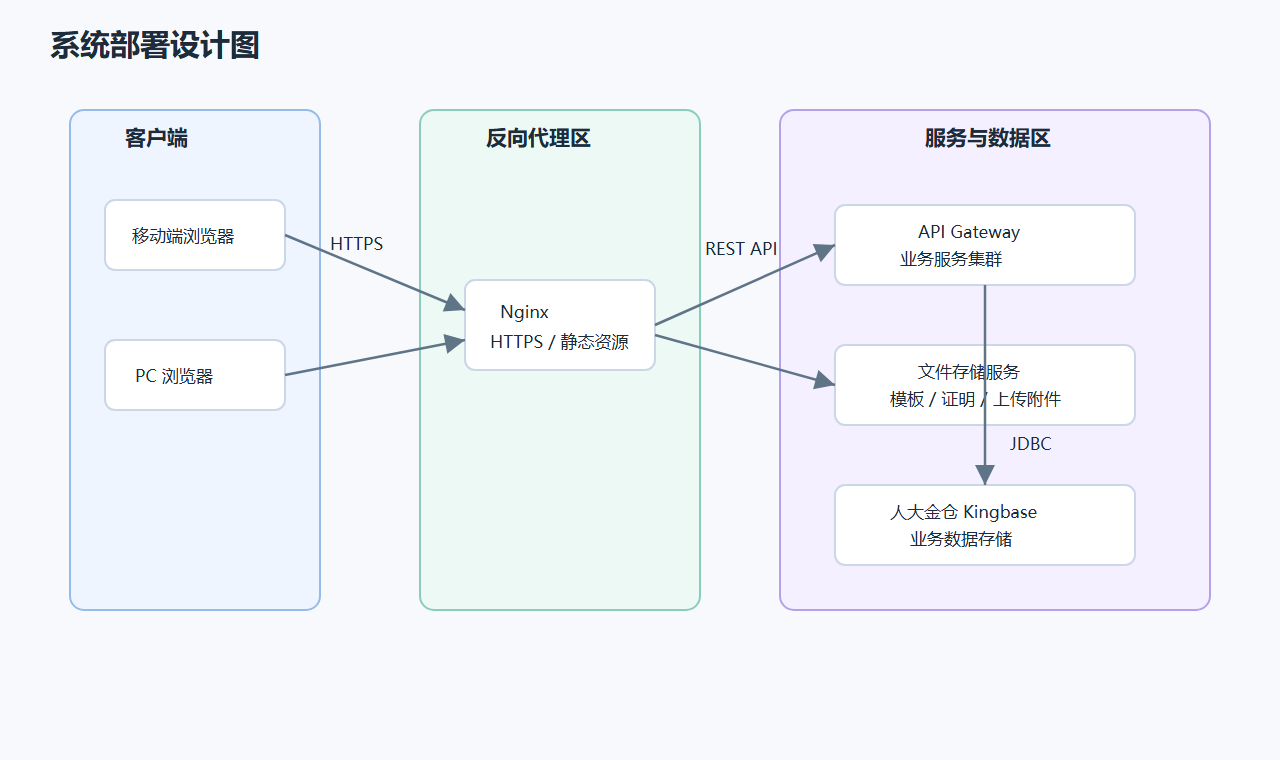 系统部署设计图
客户端
移动端浏览器
PC 浏览器
HTTPS
反向代理区
Nginx
HTTPS / 静态资源
REST API
服务与数据区
API Gateway
业务服务集群
文件存储服务
模板 / 证明 / 上传附件
JDBC
人大金仓 Kingbase
业务数据存储